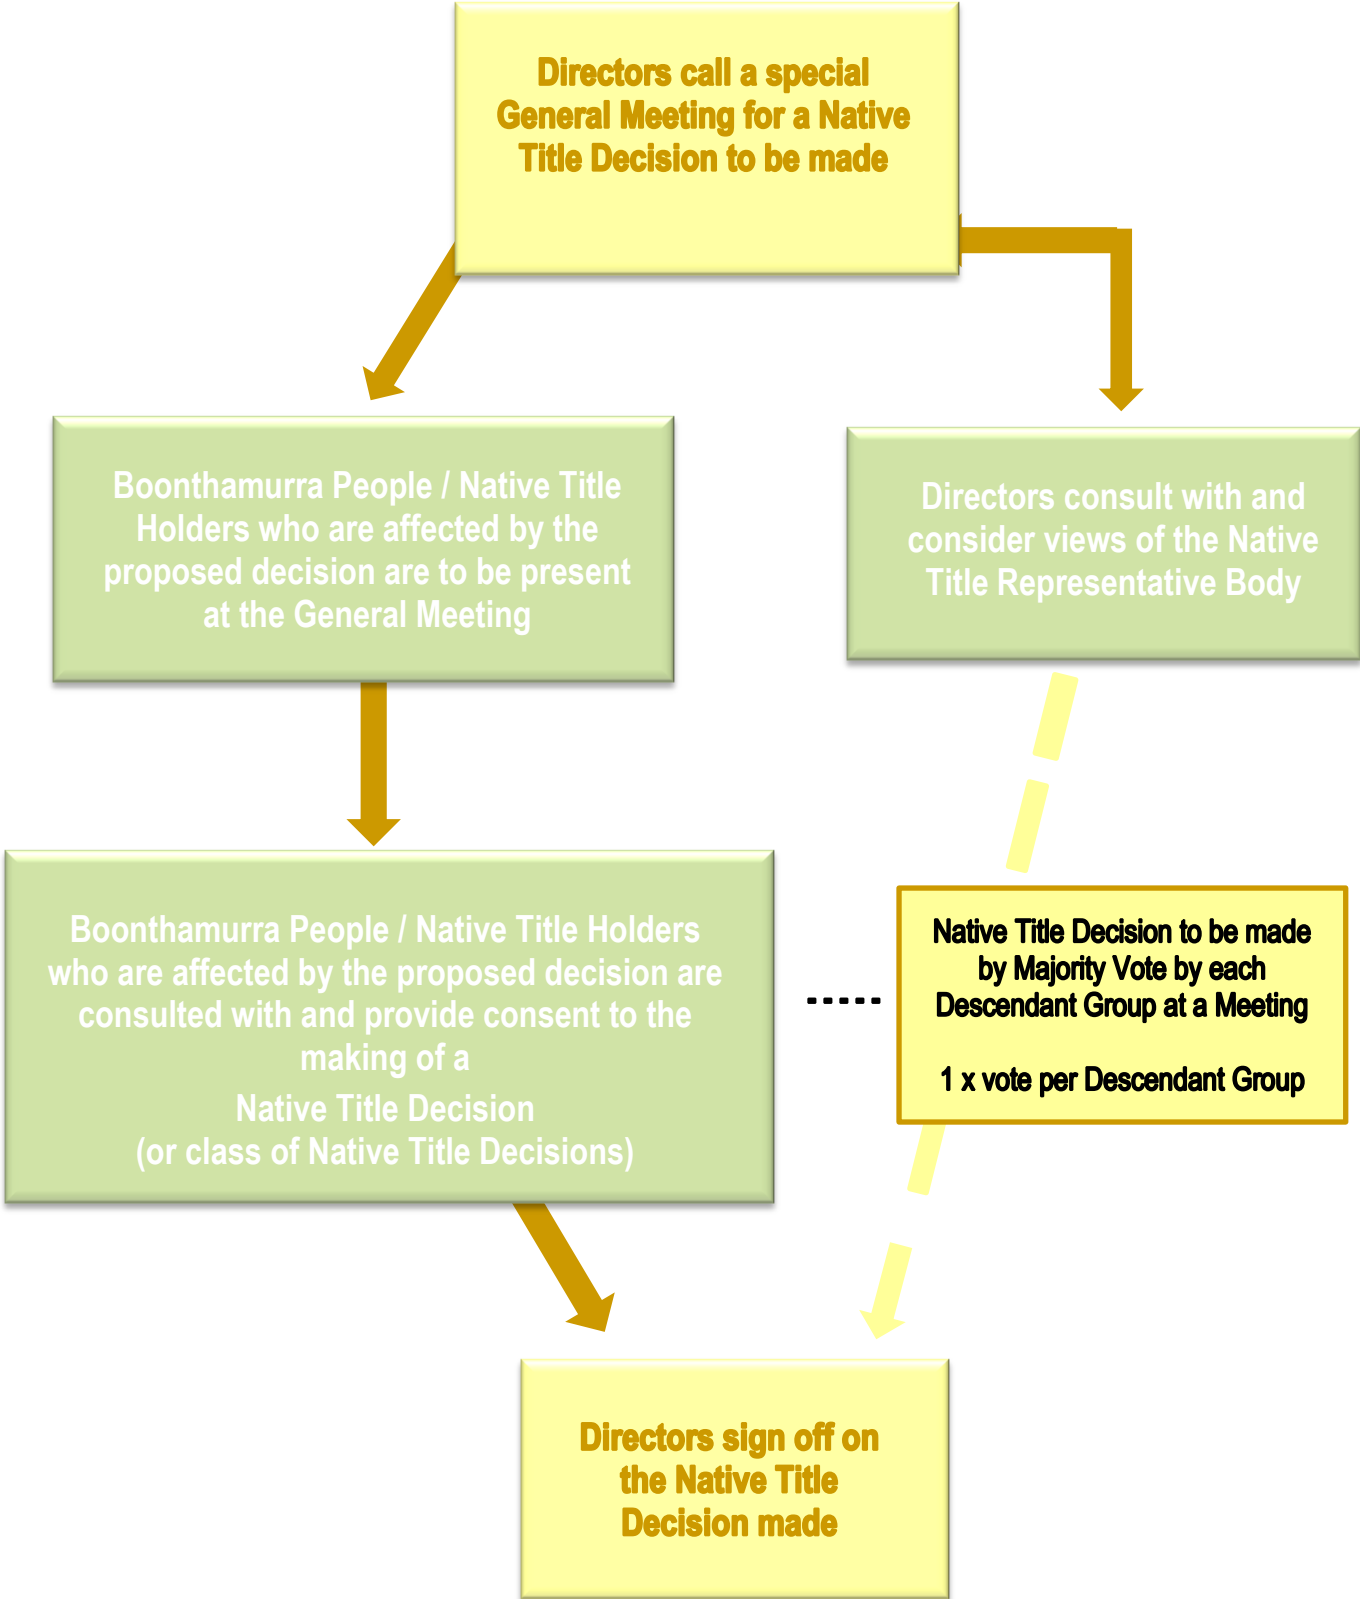 Directors call a special
General Meeting for a Native
Title Decision to be made
Boonthamurra People / Native Title
Holders who are affected by the
proposed decision are to be present
at the General Meeting
Directors consult with and
consider views of the Native
Title Representative Body
Boonthamurra People / Native Title Holders
who are affected by the proposed decision are
consulted with and provide consent to the
making of a
Native Title Decision
(or class of Native Title Decisions)
Native Title Decision to be made
by Majority Vote by each
Descendant Group at a Meeting
1 x vote per Descendant Group
Directors sign off on
the Native Title
Decision made